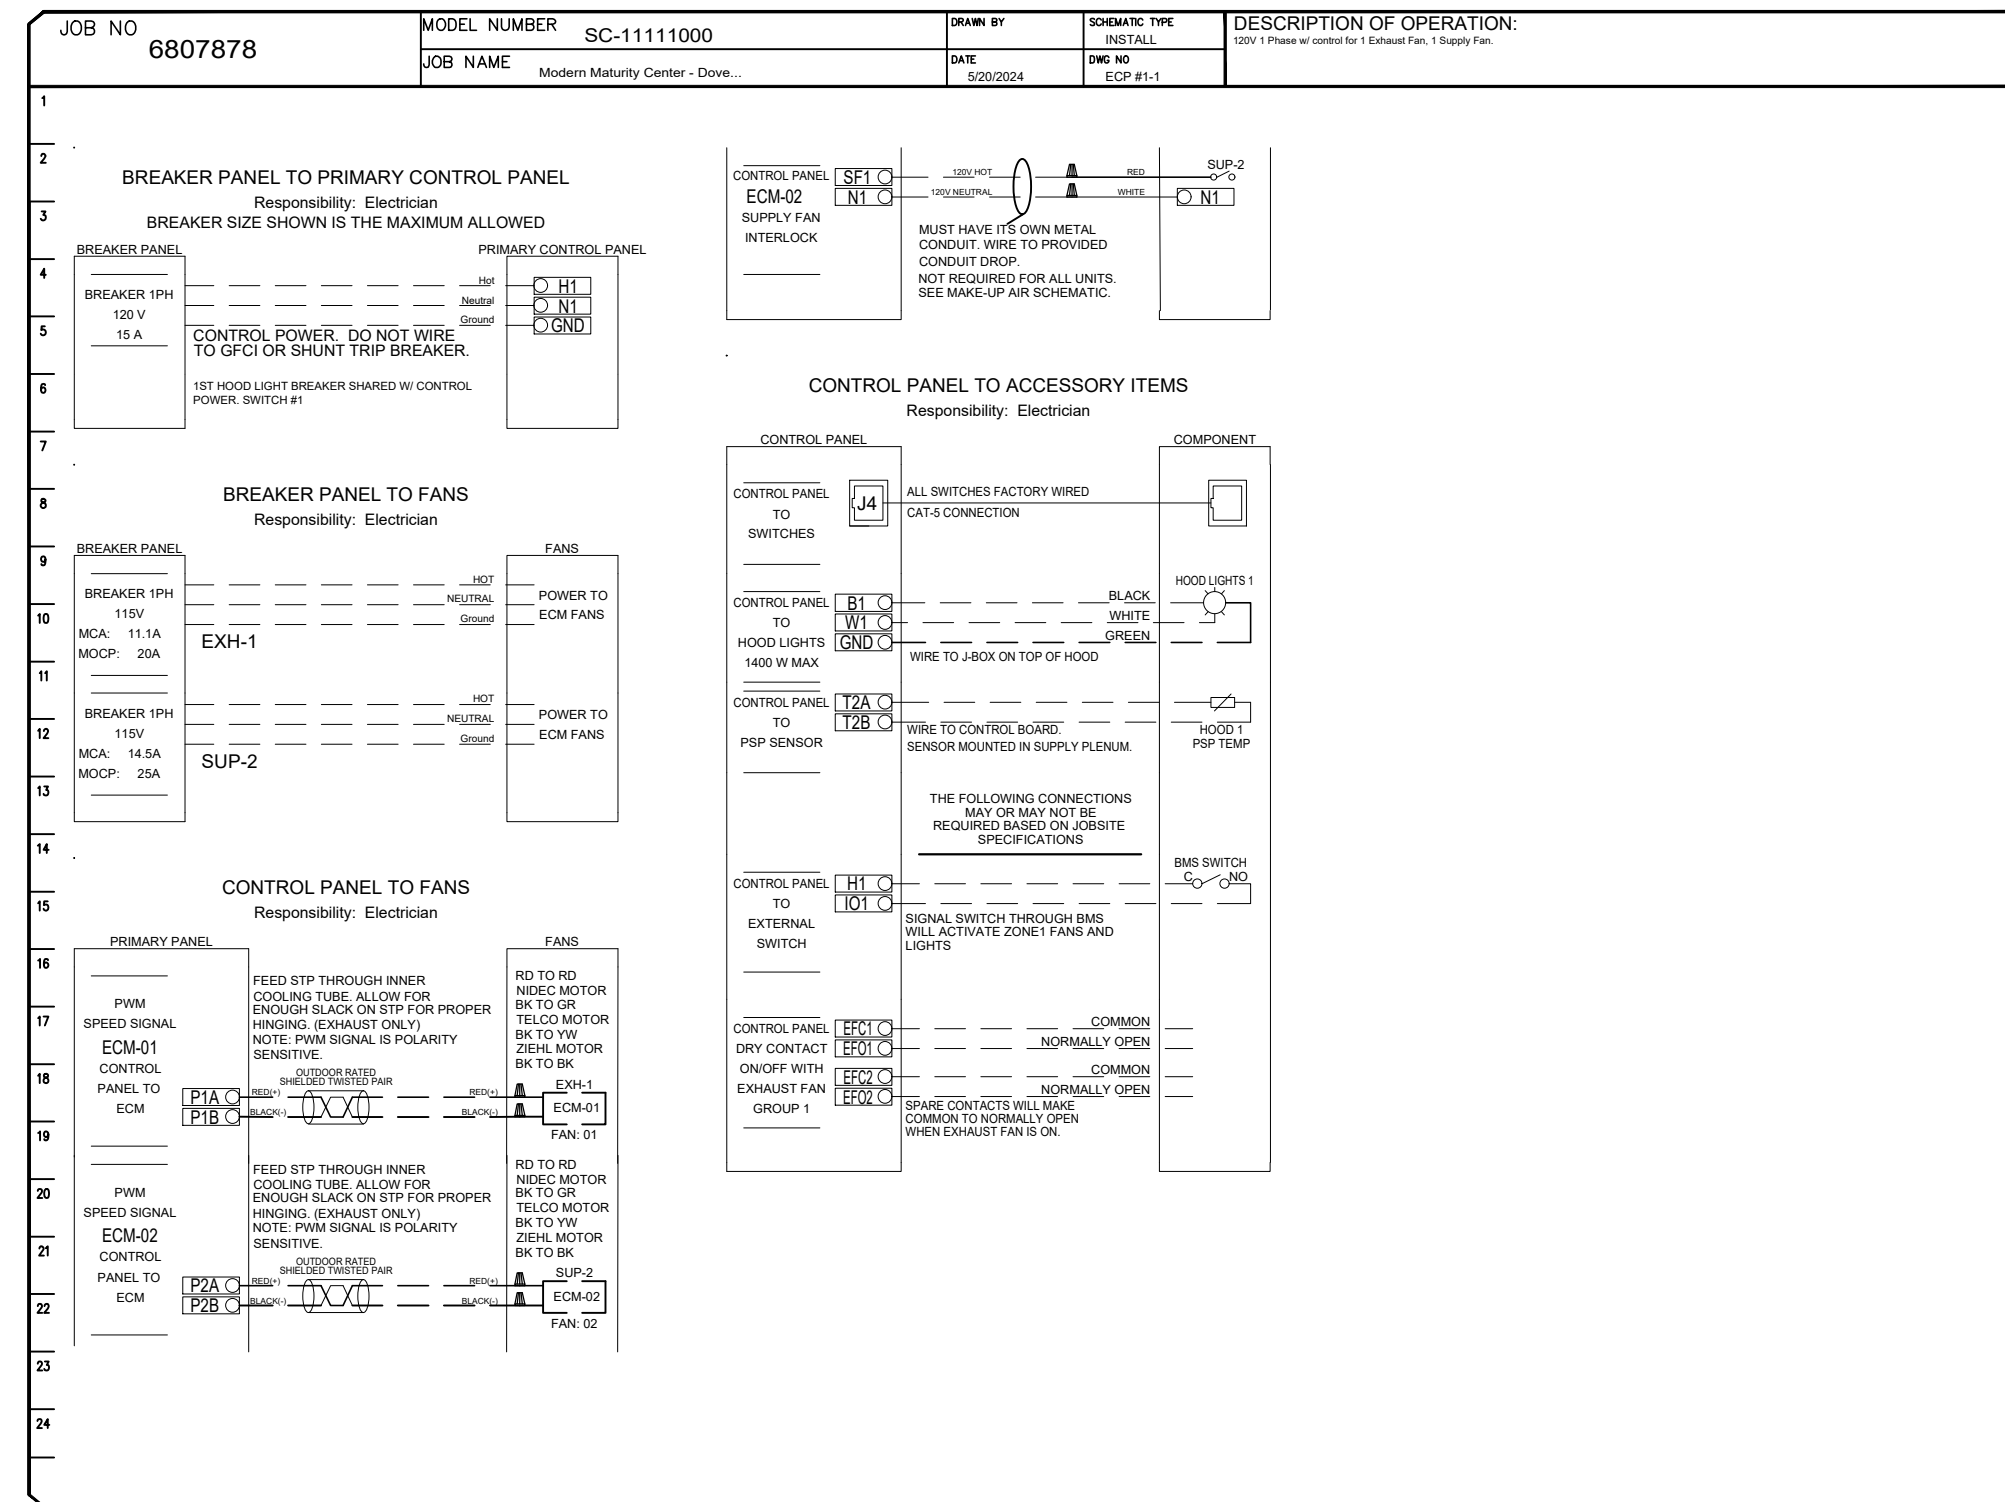 JOB NO
6807878
MODEL NUMBER
SC-11111000
JOB NAME
Modern Maturity Center - Dove...
DRAWN BY
DATE
5/20/2024
SCHEMATIC TYPE
INSTALL
DWG NO
ECP #1-1
DESCRIPTION OF OPERATION:
120V 1 Phase w/ control for 1 Exhaust Fan, 1 Supply Fan.
1
2
3
4
5
6
7
8
9
10
11
12
13
14
15
16
17
18
19
20
21
22
23
24
BREAKER PANEL TO PRIMARY CONTROL PANEL
Responsibility: Electrician
BREAKER SIZE SHOWN IS THE MAXIMUM ALLOWED
BREAKER PANEL
PRIMARY CONTROL PANEL
BREAKER 1PH
120 V
15 A
Hot
Neutral
Ground
H1
N1
GND
CONTROL POWER. DO NOT WIRE
TO GFCI OR SHUNT TRIP BREAKER.
1ST HOOD LIGHT BREAKER SHARED W/ CONTROL
POWER. SWITCH #1
BREAKER PANEL TO FANS
Responsibility: Electrician
BREAKER PANEL
FANS
BREAKER 1PH
115V
MCA: 11.1A
MOCP: 20A
HOT
NEUTRAL
Ground
EXH-1
POWER TO
ECM FANS
BREAKER 1PH
115V
MCA: 14.5A
MOCP: 25A
HOT
NEUTRAL
Ground
SUP-2
POWER TO
ECM FANS
CONTROL PANEL TO FANS
Responsibility: Electrician
PRIMARY PANEL
FANS
PWM
SPEED SIGNAL
ECM-01
CONTROL
PANEL TO
ECM
P1A
P1B
FEED STP THROUGH INNER
COOLING TUBE. ALLOW FOR
ENOUGH SLACK ON STP FOR PROPER
HINGING. (EXHAUST ONLY)
NOTE: PWM SIGNAL IS POLARITY
SENSITIVE.
OUTDOOR RATED
SHIELDED TWISTED PAIR
RED(+)
BLACK(-)
RED(+)
BLACK(-)
RD TO RD
NIDEC MOTOR
BK TO GR
TELCO MOTOR
BK TO YW
ZIEHL MOTOR
BK TO BK
EXH-1
ECM-01
FAN: 01
PWM
SPEED SIGNAL
ECM-02
CONTROL
PANEL TO
ECM
P2A
P2B
FEED STP THROUGH INNER
COOLING TUBE. ALLOW FOR
ENOUGH SLACK ON STP FOR PROPER
HINGING. (EXHAUST ONLY)
NOTE: PWM SIGNAL IS POLARITY
SENSITIVE.
OUTDOOR RATED
SHIELDED TWISTED PAIR
RED(+)
BLACK(-)
RED(+)
BLACK(-)
RD TO RD
NIDEC MOTOR
BK TO GR
TELCO MOTOR
BK TO YW
ZIEHL MOTOR
BK TO BK
SUP-2
ECM-02
FAN: 02
CONTROL PANEL
ECM-02
SUPPLY FAN
INTERLOCK
SF1
N1
120V HOT
120V NEUTRAL
RED
WHITE
SUP-2
N1
MUST HAVE ITS OWN METAL
CONDUIT. WIRE TO PROVIDED
CONDUIT DROP.
NOT REQUIRED FOR ALL UNITS.
SEE MAKE-UP AIR SCHEMATIC.
CONTROL PANEL TO ACCESSORY ITEMS
Responsibility: Electrician
CONTROL PANEL
COMPONENT
CONTROL PANEL
TO
SWITCHES
J4
ALL SWITCHES FACTORY WIRED
CAT-5 CONNECTION
CONTROL PANEL
TO
HOOD LIGHTS
1400 W MAX
B1
W1
GND
BLACK
WHITE
GREEN
HOOD LIGHTS 1
WIRE TO J-BOX ON TOP OF HOOD
CONTROL PANEL
TO
PSP SENSOR
T2A
T2B
WIRE TO CONTROL BOARD.
SENSOR MOUNTED IN SUPPLY PLENUM.
HOOD 1
PSP TEMP
THE FOLLOWING CONNECTIONS
MAY OR MAY NOT BE
REQUIRED BASED ON JOBSITE
SPECIFICATIONS
CONTROL PANEL
TO
EXTERNAL
SWITCH
H1
IO1
BMS SWITCH
C
NO
SIGNAL SWITCH THROUGH BMS
WILL ACTIVATE ZONE1 FANS AND
LIGHTS
CONTROL PANEL
DRY CONTACT
ON/OFF WITH
EXHAUST FAN
GROUP 1
EFC1
EFO1
EFC2
EFO2
COMMON
NORMALLY OPEN
COMMON
NORMALLY OPEN
SPARE CONTACTS WILL MAKE
COMMON TO NORMALLY OPEN
WHEN EXHAUST FAN IS ON.